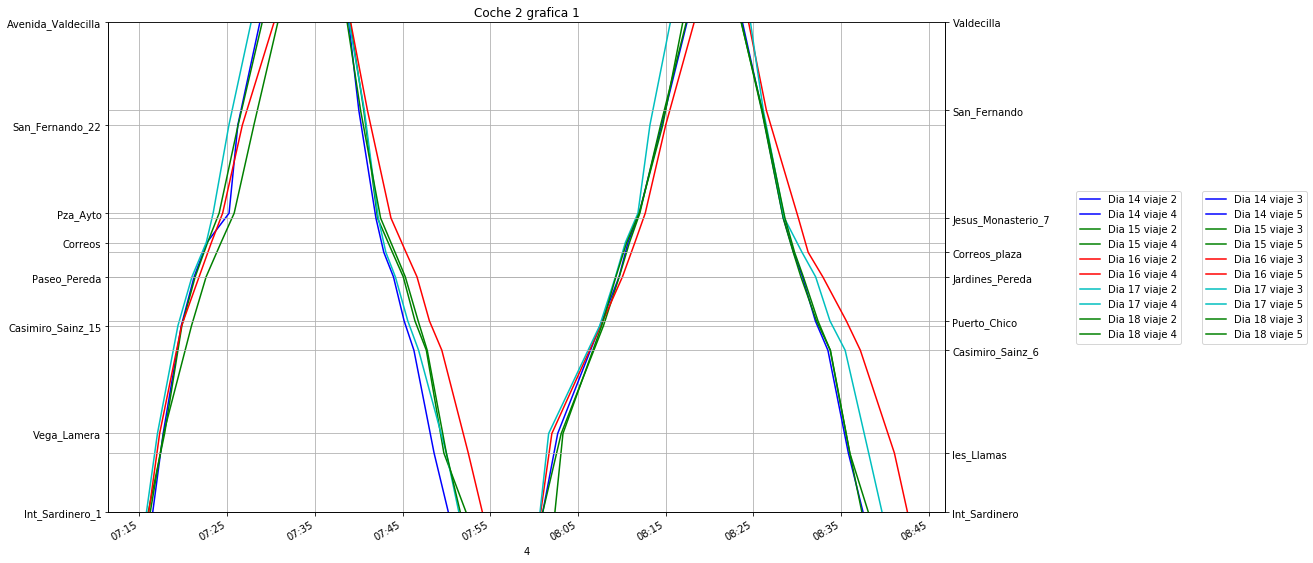 Coche 2 grafica 1
Avenida_Valdecilla
San_Fernando_22
Pza_Ayto
Correos
Paseo_Pereda
Casimiro_Sainz_15
Vega_Lamera
Int_Sardinero_1
Valdecilla
San_Fernando
Jesus_Monasterio_7
Correos_plaza
Jardines_Pereda
Puerto_Chico
Casimiro_Sainz_6
Ies_Llamas
Int_Sardinero
07:15
07:25
07:35
07:45
07:55
08:05
08:15
08:25
08:35
08:45
4
Dia 14 viaje 2
Dia 14 viaje 4
Dia 15 viaje 2
Dia 15 viaje 4
Dia 16 viaje 2
Dia 16 viaje 4
Dia 17 viaje 2
Dia 17 viaje 4
Dia 18 viaje 2
Dia 18 viaje 4
Dia 14 viaje 3
Dia 14 viaje 5
Dia 15 viaje 3
Dia 15 viaje 5
Dia 16 viaje 3
Dia 16 viaje 5
Dia 17 viaje 3
Dia 17 viaje 5
Dia 18 viaje 3
Dia 18 viaje 5